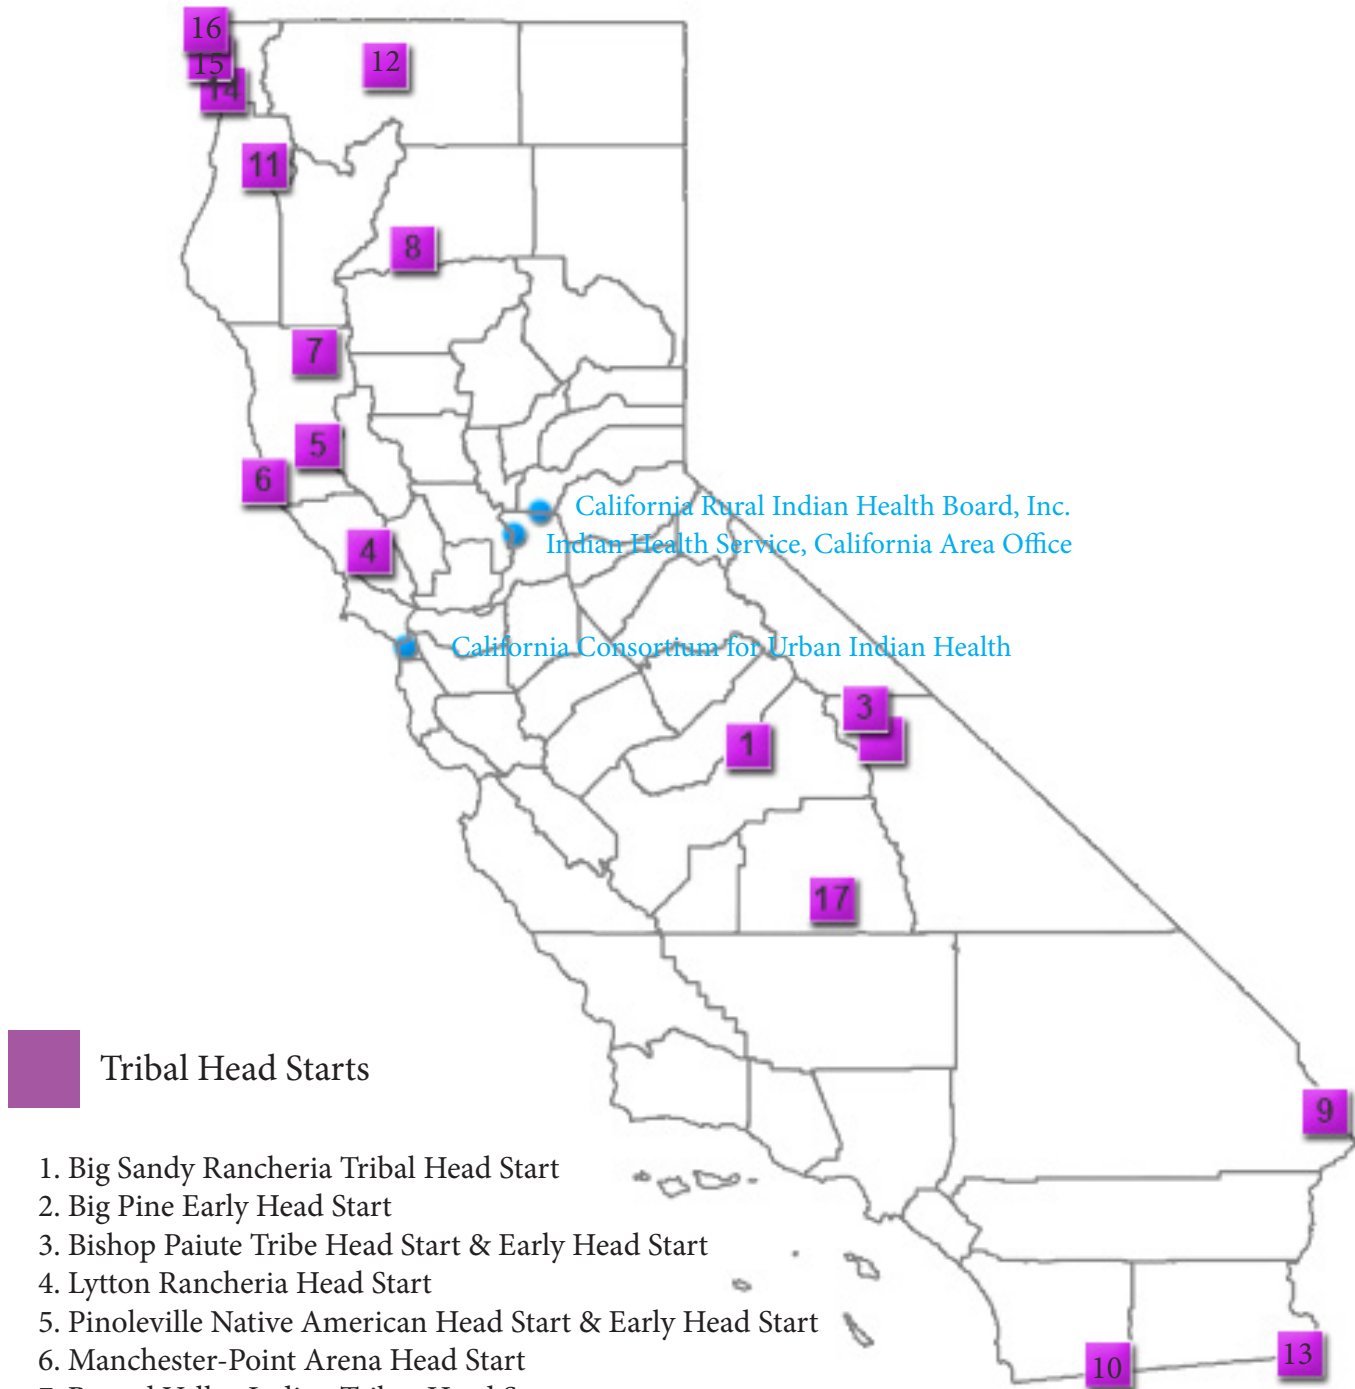 16
15
14
12
11
8
7
5
6
California Rural Indian Health Board, Inc.
Indian Health Service, California Area Office
4
California Consortium for Urban Indian Health
3
1
17
Tribal Head Starts
9
1. Big Sandy Rancheria Tribal Head Start
2. Big Pine Early Head Start
3. Bishop Paiute Tribe Head Start & Early Head Start
4. Lytton Rancheria Head Start
5. Pinoleville Native American Head Start & Early Head Start
6. Manchester-Point Arena Head Start
10
13